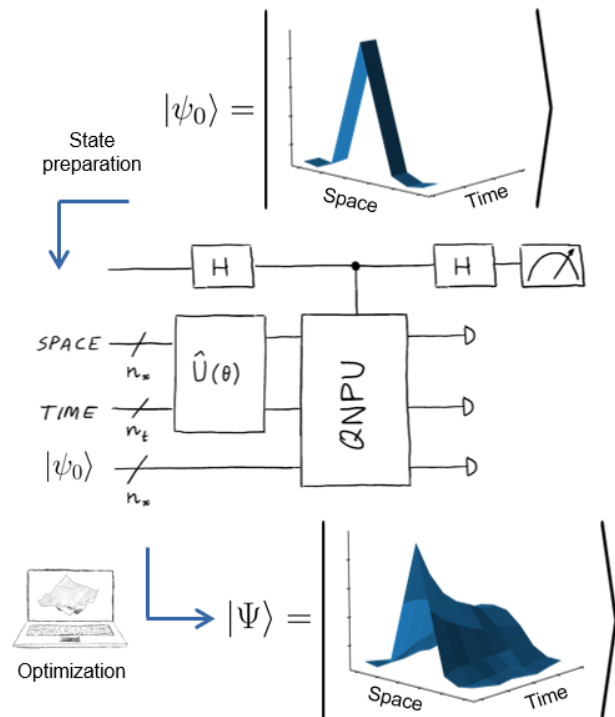 |ψ₀⟩ =
Space
Time
State
preparation
H
H
SPACE
nₓ
Û(θ)
QNPU
TIME
nₜ
|ψ₀⟩
nₓ
|Ψ⟩ =
Space
Time
Optimization